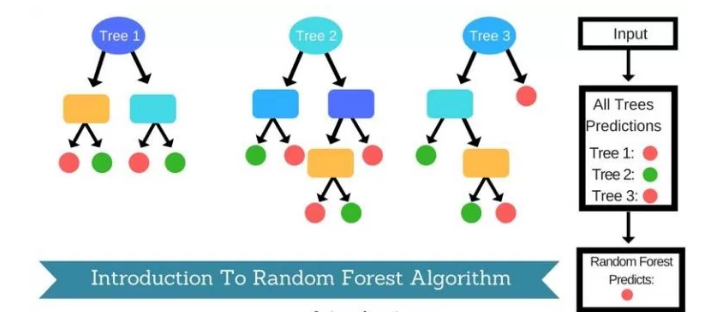 Tree 1
Tree 2
Tree 3
Input
All Trees
Predictions
Tree 1:
Tree 2:
Tree 3:
Random Forest
Predicts:
Introduction To Random Forest Algorithm